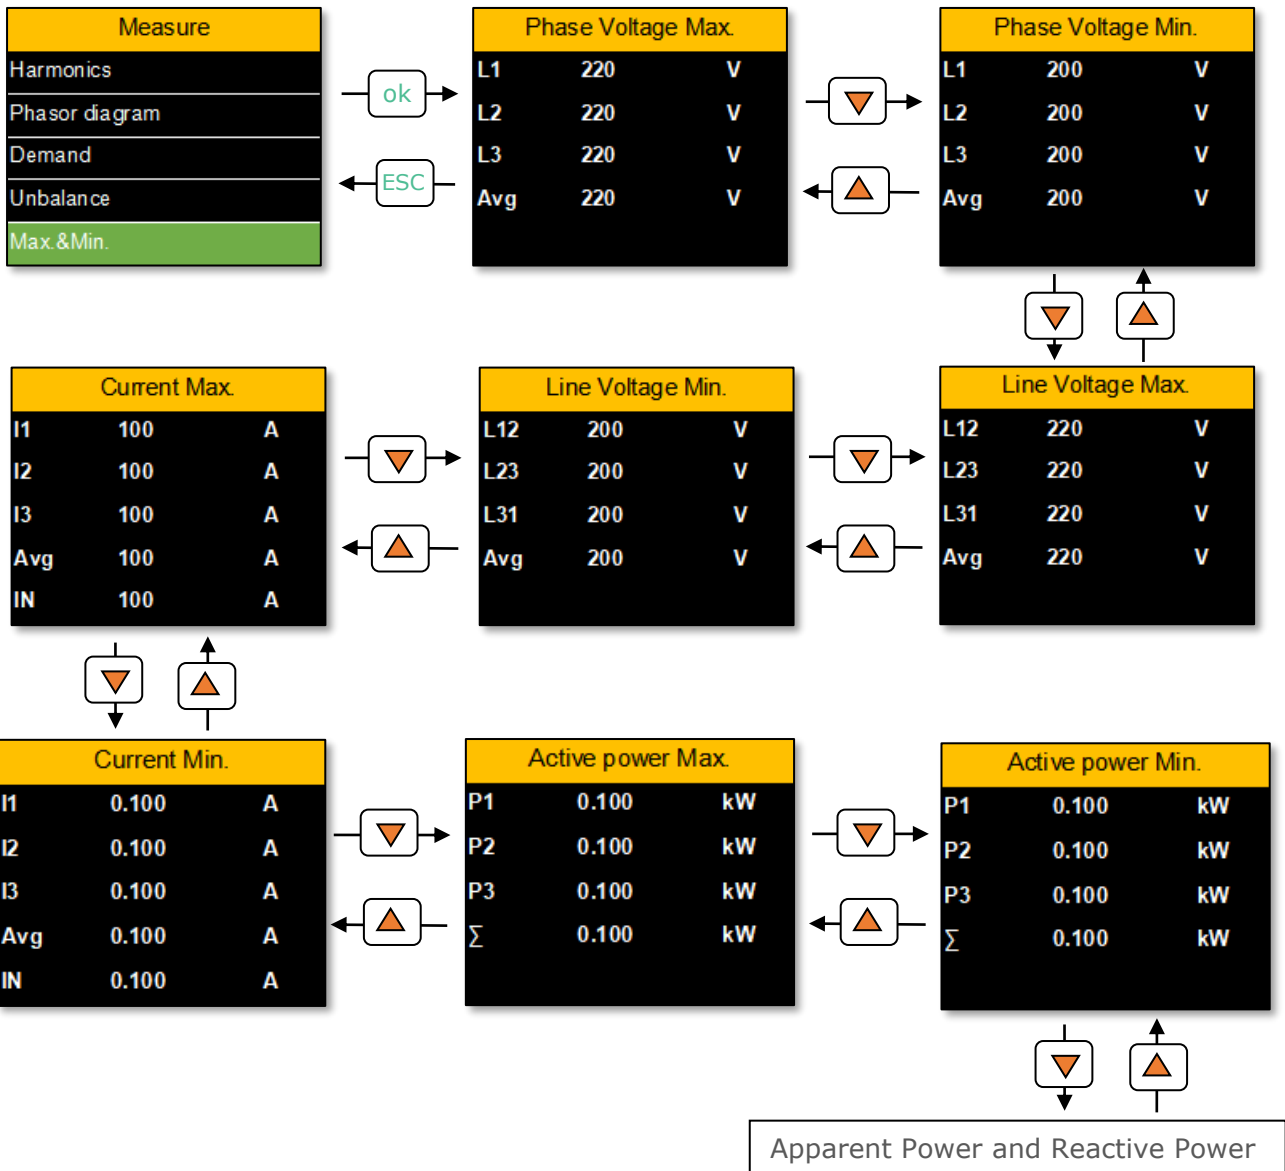 Measure
Harmonics
Phasor diagram
Demand
Unbalance
Max.&Min.
ok
ESC
Phase Voltage Max.
L1 220 V
L2 220 V
L3 220 V
Avg 220 V
Phase Voltage Min.
L1 200 V
L2 200 V
L3 200 V
Avg 200 V
Line Voltage Max.
L12 220 V
L23 220 V
L31 220 V
Avg 220 V
Line Voltage Min.
L12 200 V
L23 200 V
L31 200 V
Avg 200 V
Current Max.
I1 100 A
I2 100 A
I3 100 A
Avg 100 A
IN 100 A
Current Min.
I1 0.100 A
I2 0.100 A
I3 0.100 A
Avg 0.100 A
IN 0.100 A
Active power Max.
P1 0.100 kW
P2 0.100 kW
P3 0.100 kW
∑ 0.100 kW
Active power Min.
P1 0.100 kW
P2 0.100 kW
P3 0.100 kW
∑ 0.100 kW
Apparent Power and Reactive Power